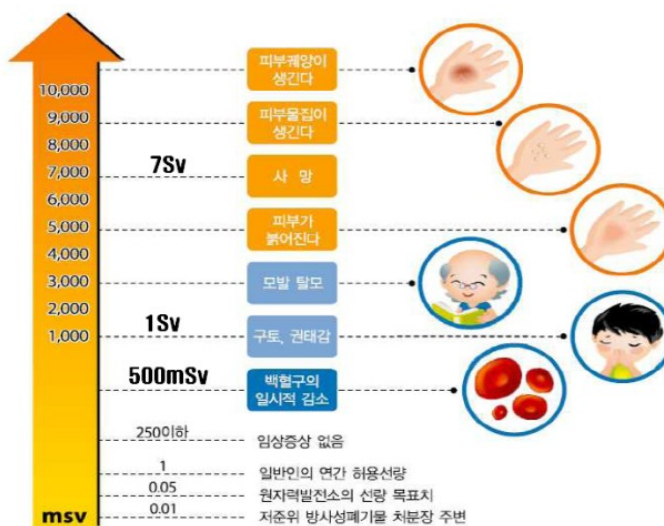 피부궤양이
생긴다
10,000
9,000
피부물집이
생긴다
8,000
7Sv
7,000
사 망
6,000
5,000
피부가
붉어진다
4,000
3,000
모발 탈모
2,000
1Sv
1,000
구토, 권태감
500mSv
백혈구의
일시적 감소
250이하
임상증상 없음
1
일반인의 연간 허용선량
0.05
원자력발전소의 선량 목표치
0.01
저준위 방사성폐기물 처분장 주변
msv